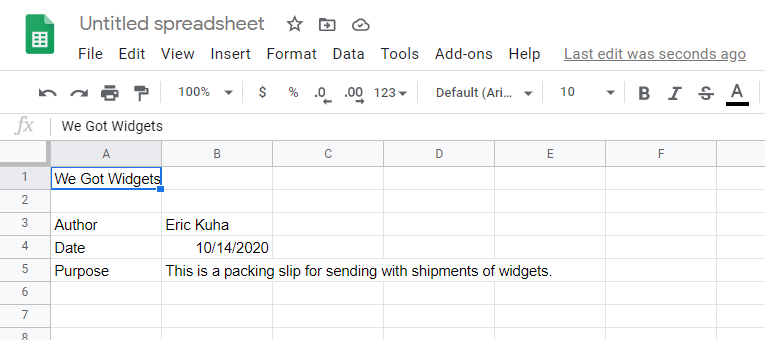 Untitled spreadsheet
File Edit View Insert Format Data Tools Add-ons Help Last edit was seconds ago
100% $ % .0 .00 123 Default (Ari... 10 B I S A
fx We Got Widgets
A B C D E F
1 We Got Widgets
2
3 Author Eric Kuha
4 Date 10/14/2020
5 Purpose This is a packing slip for sending with shipments of widgets.
6
7
8